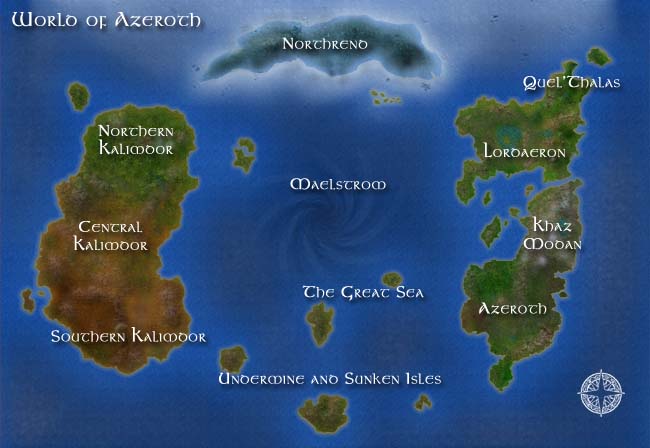 World of Azeroth
Northrend
Quel'Thalas
Northern
Kalimdor
Lordaeron
Maelstrom
Central
Kalimdor
Khaz
Modan
The Great Sea
Azeroth
Southern Kalimdor
Undermine and Sunken Isles